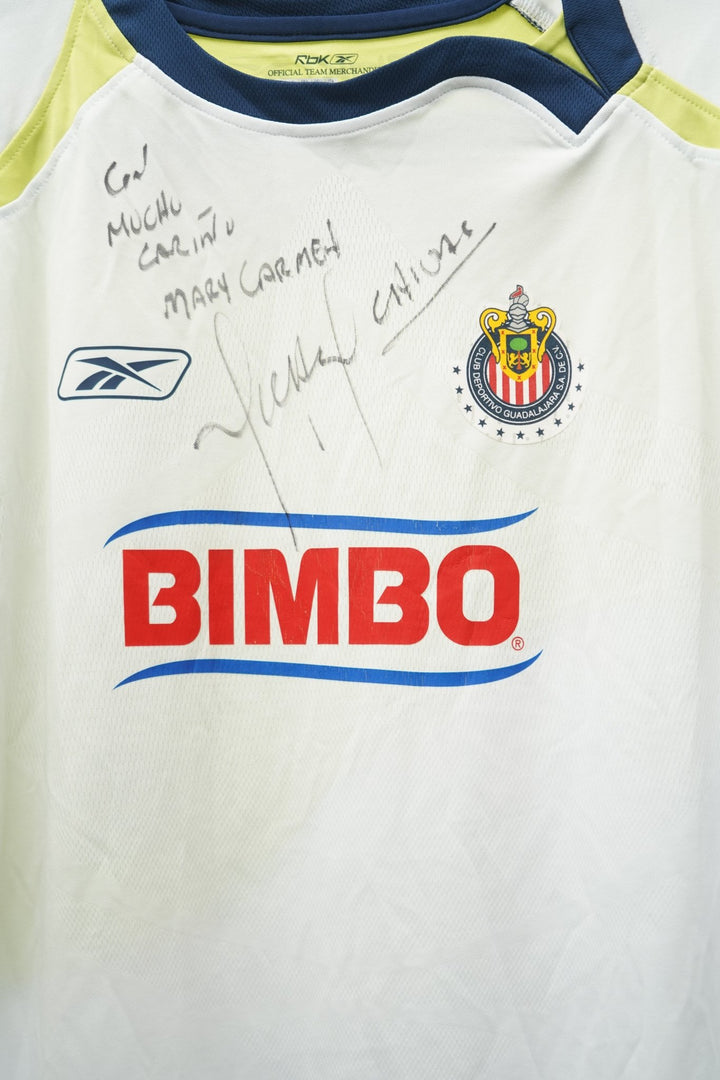 Rbk
OFFICIAL TEAM MERCHANDI
CON
MUCHO
CARIÑO
MARY CARMEN
CHIVAS
CLUB DEPORTIVO GUADALAJARA S.A. DE C.V.
BIMBO®